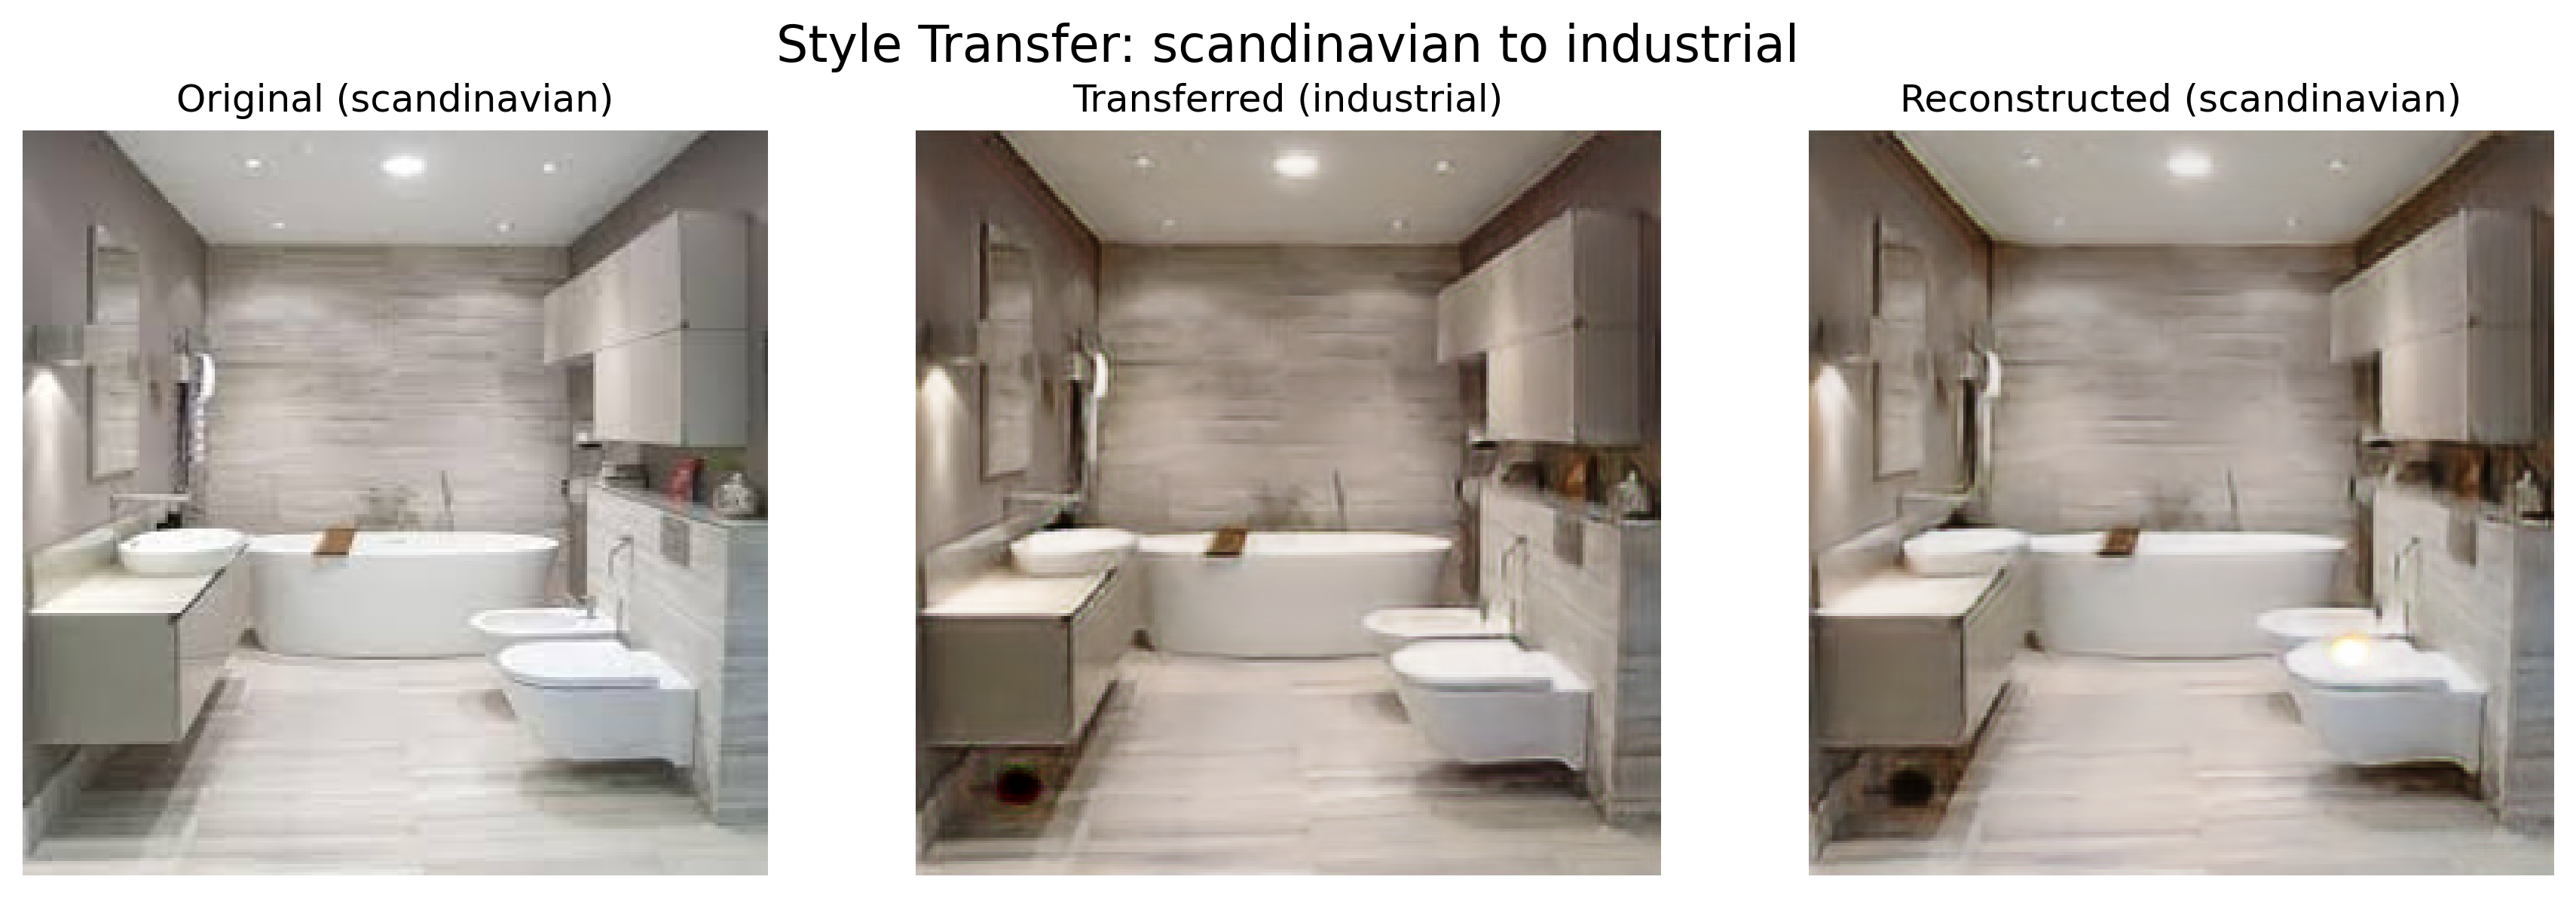 Style Transfer: scandinavian to industrial
Original (scandinavian)
Transferred (industrial)
Reconstructed (scandinavian)